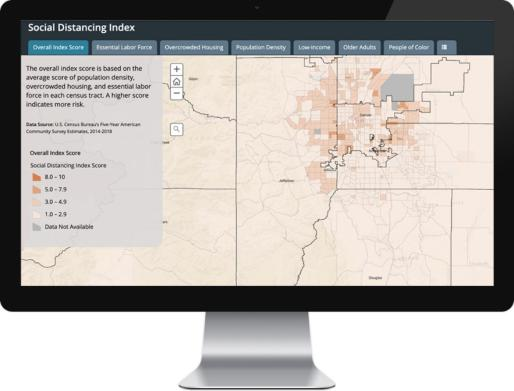 Social Distancing Index
Overall Index Score
Essential Labor Force
Overcrowded Housing
Population Density
Low-income
Older Adults
People of Color
The overall index score is based on the
average score of population density,
overcrowded housing, and essential labor
force in each census tract. A higher score
indicates more risk.
Data Source: U.S. Census Bureau's Five-Year American
Community Survey Estimates, 2014-2018
Overall Index Score
Social Distancing Index Score
8.0 – 10
5.0 - 7.9
3.0 – 4.9
1.0 – 2.9
Data Not Available
Gilpin
Denver
Jefferson
Douglas